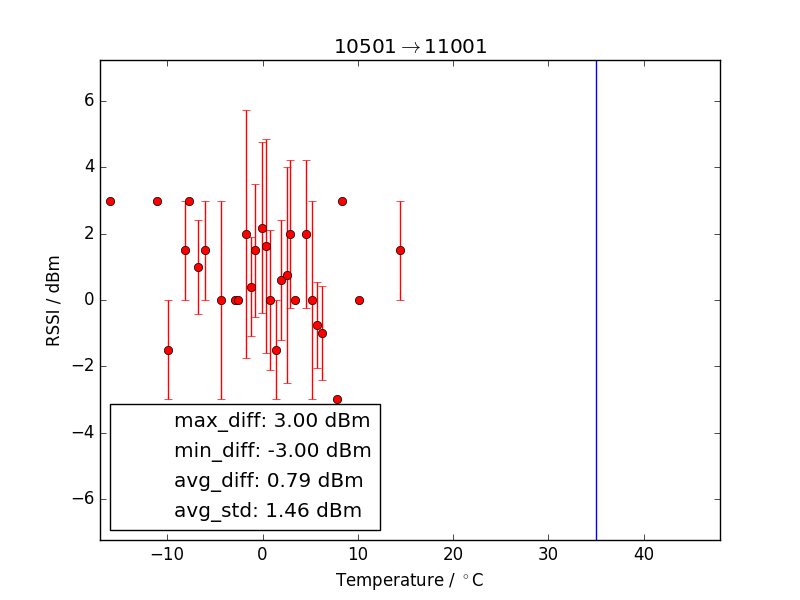 10501→11001
6
4
2
0
−2
−4
−6
RSSI / dBm
max_diff: 3.00 dBm
min_diff: -3.00 dBm
avg_diff: 0.79 dBm
avg_std: 1.46 dBm
−10 0 10 20 30 40
Temperature / °C